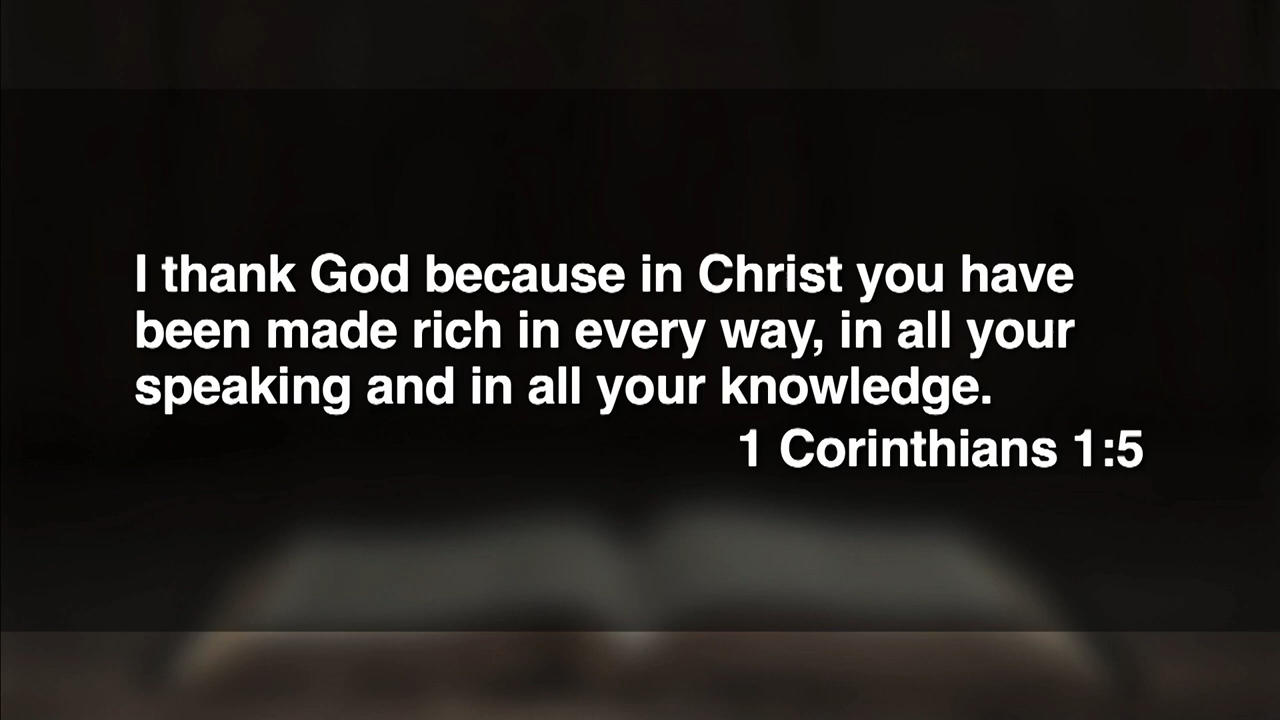 I thank God because in Christ you have
been made rich in every way, in all your
speaking and in all your knowledge.
1 Corinthians 1:5